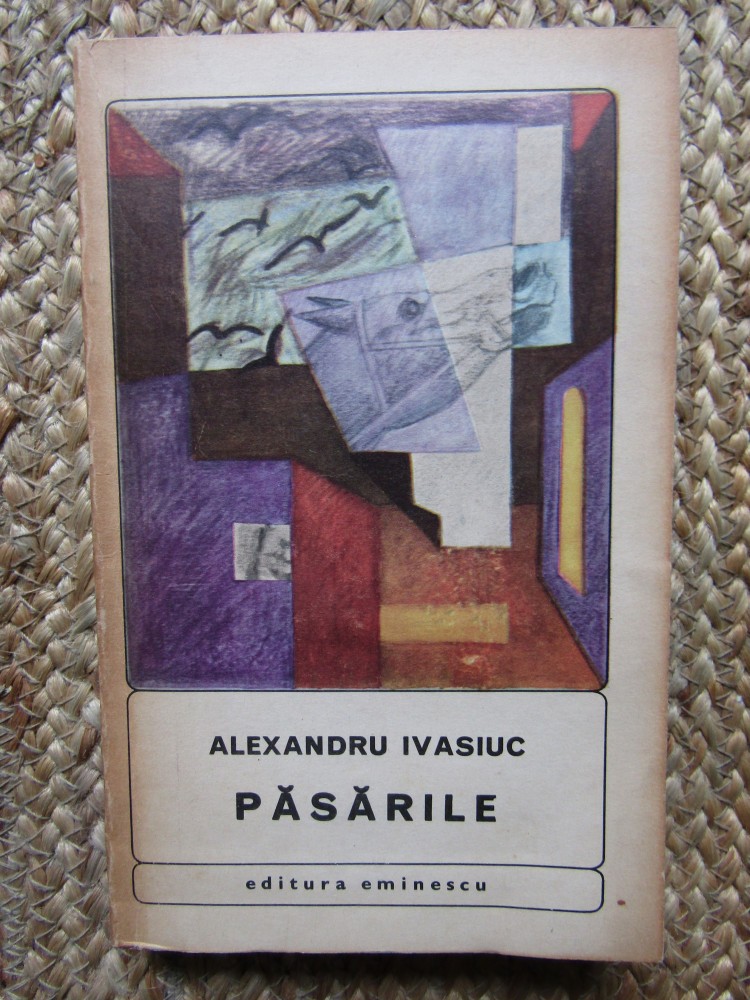 ALEXANDRU IVASIUC
PĂSĂRILE
editura eminescu